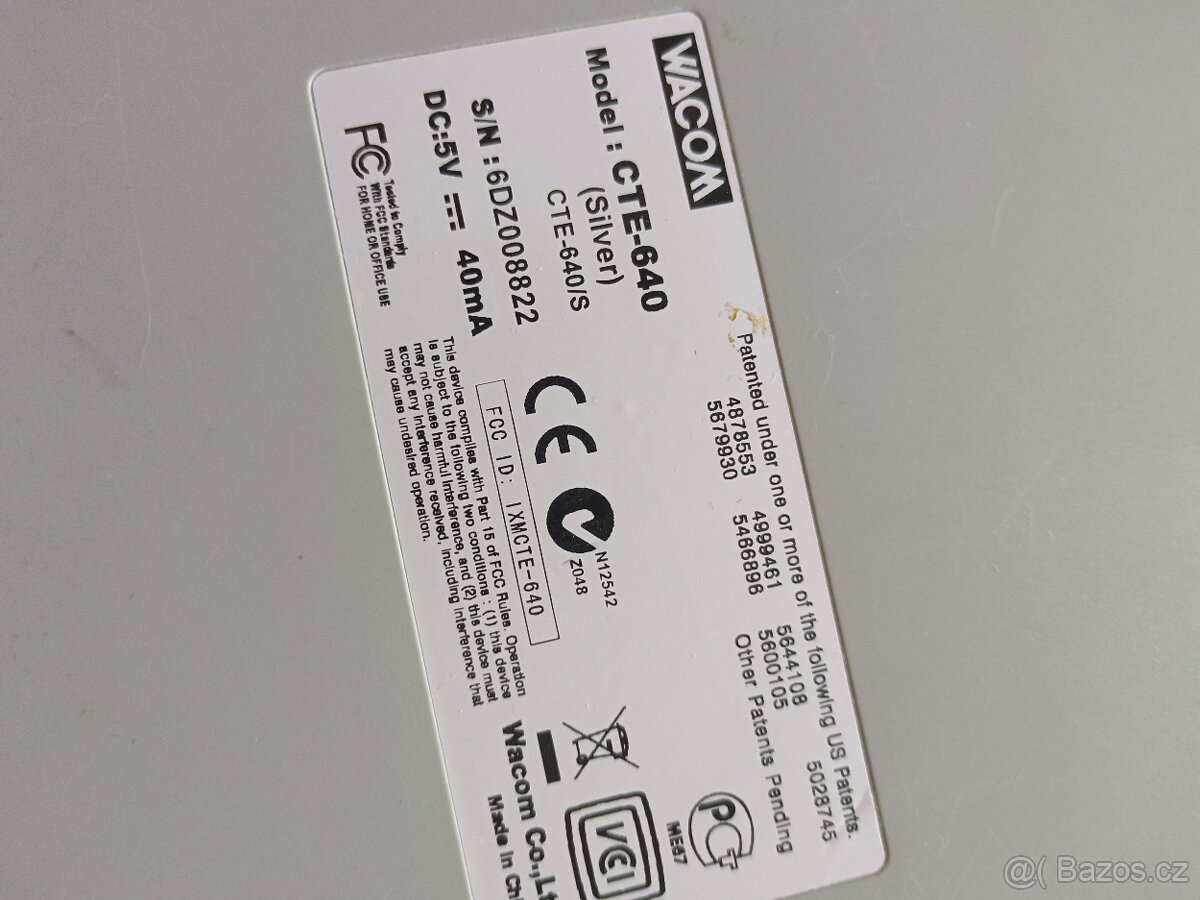 WACOM
Model : CTE-640
(Silver)
CTE-640/S
S/N : 6DZ008822
DC:5V 40mA
FC
Tested to Comply
With FCC Standards
FOR HOME OR OFFICE USE
Patented under one or more of the following US Patents.
4878553 4999461 5644108 5028745
5679930 5466896 5600105
Other Patents Pending
CE
N12542
Z048
FCC ID: IXMCTE-640
This device complies with Part 15 of FCC Rules. Operation
is subject to the following two conditions : (1) this device
may not cause harmful interference, and (2) this device must
accept any interference received, including interference that
may cause undesired operation.
PCT
ME67
VCCI
Wacom Co.,Lt
Made in Chi
@( Bazos.cz